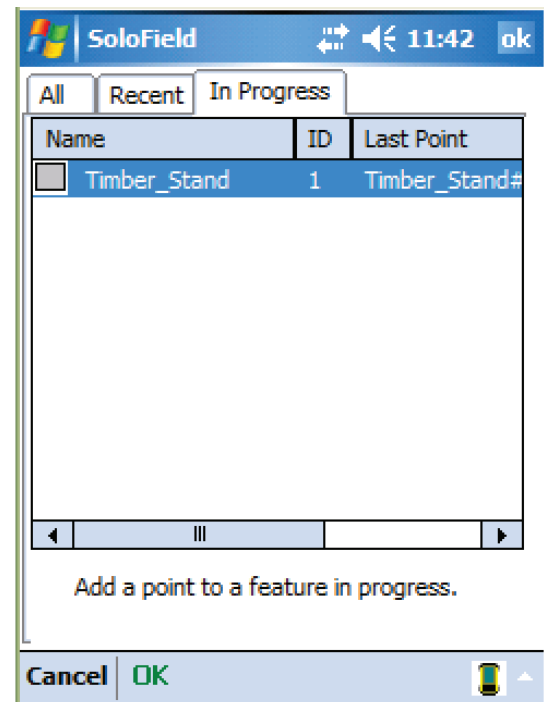 SoloField 11:42 ok
All Recent In Progress
Name ID Last Point
Timber_Stand 1 Timber_Stand#
Add a point to a feature in progress.
Cancel OK